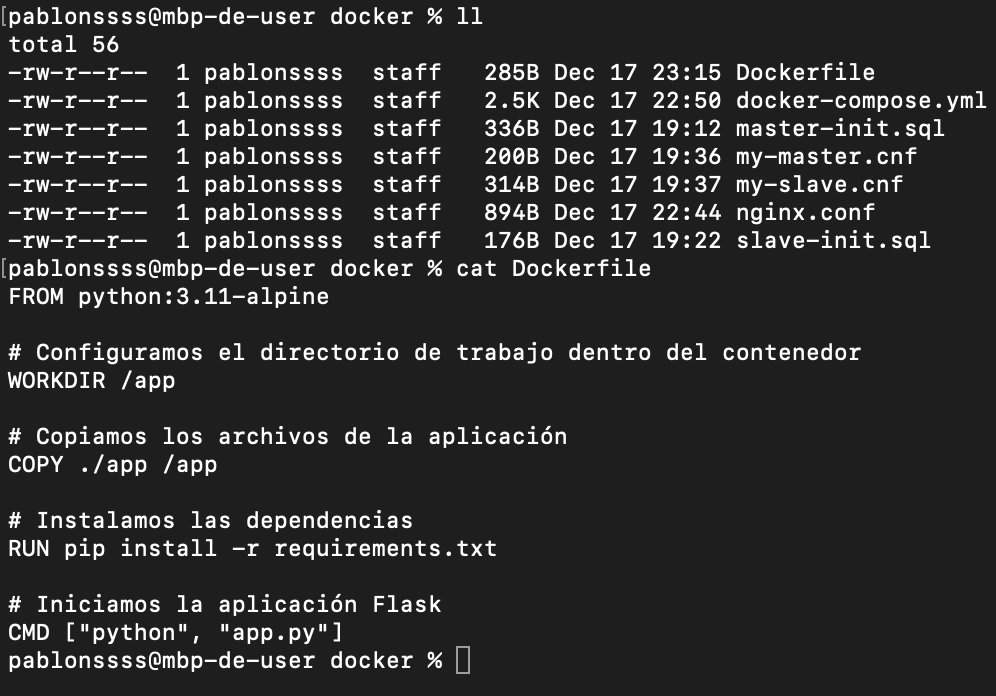 [pablonssss@mbp-de-user docker % ll
total 56
-rw-r--r--  1 pablonssss  staff   285B Dec 17 23:15 Dockerfile
-rw-r--r--  1 pablonssss  staff   2.5K Dec 17 22:50 docker-compose.yml
-rw-r--r--  1 pablonssss  staff   336B Dec 17 19:12 master-init.sql
-rw-r--r--  1 pablonssss  staff   200B Dec 17 19:36 my-master.cnf
-rw-r--r--  1 pablonssss  staff   314B Dec 17 19:37 my-slave.cnf
-rw-r--r--  1 pablonssss  staff   894B Dec 17 22:44 nginx.conf
-rw-r--r--  1 pablonssss  staff   176B Dec 17 19:22 slave-init.sql
[pablonssss@mbp-de-user docker % cat Dockerfile
FROM python:3.11-alpine

# Configuramos el directorio de trabajo dentro del contenedor
WORKDIR /app

# Copiamos los archivos de la aplicación
COPY ./app /app

# Instalamos las dependencias
RUN pip install -r requirements.txt

# Iniciamos la aplicación Flask
CMD ["python", "app.py"]
pablonssss@mbp-de-user docker %